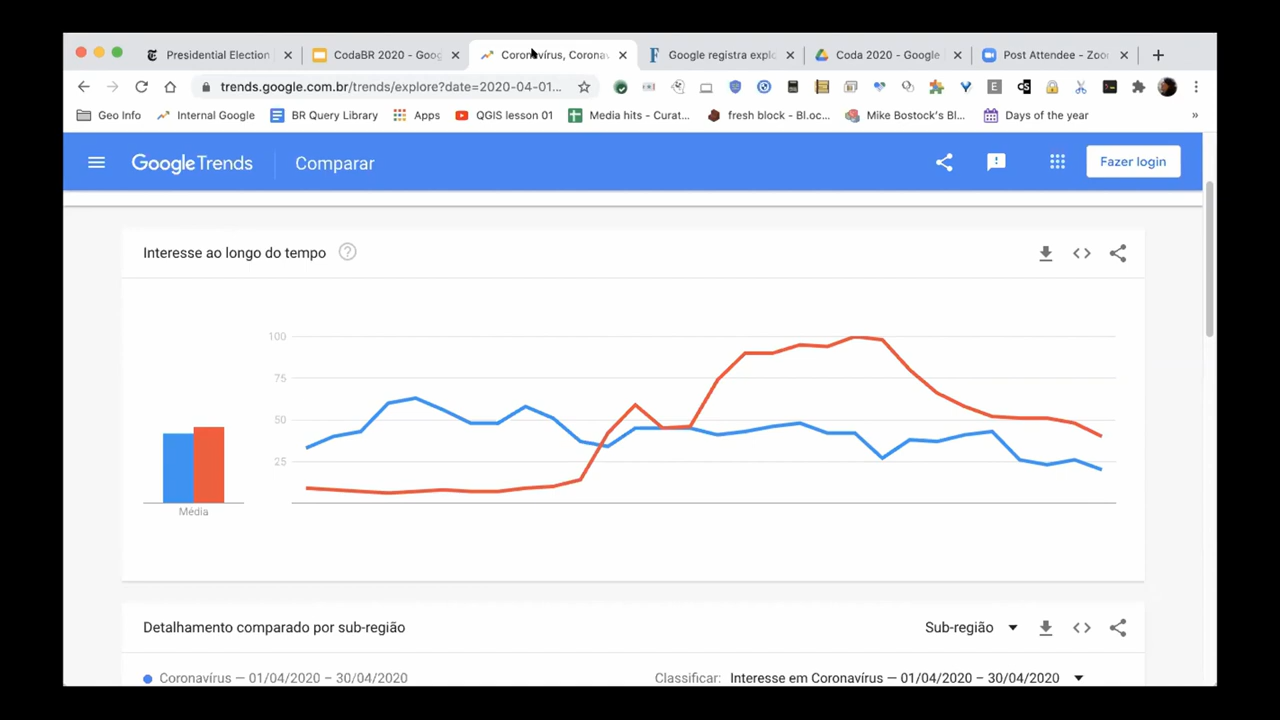 Presidential Election
CodaBR 2020 - Goog
Coronavírus, Corona
Google registra explo
Coda 2020 - Google
Post Attendee - Zoo
trends.google.com.br/trends/explore?date=2020-04-01...
Geo Info
Internal Google
BR Query Library
Apps
QGIS lesson 01
Media hits - Curat...
fresh block - Bl.oc...
Mike Bostock's Bl...
Days of the year
»
Google Trends
Comparar
Fazer login
Interesse ao longo do tempo
?
100
75
50
25
Média
Detalhamento comparado por sub-região
Sub-região
Coronavírus — 01/04/2020 – 30/04/2020
Classificar: Interesse em Coronavírus — 01/04/2020 – 30/04/2020